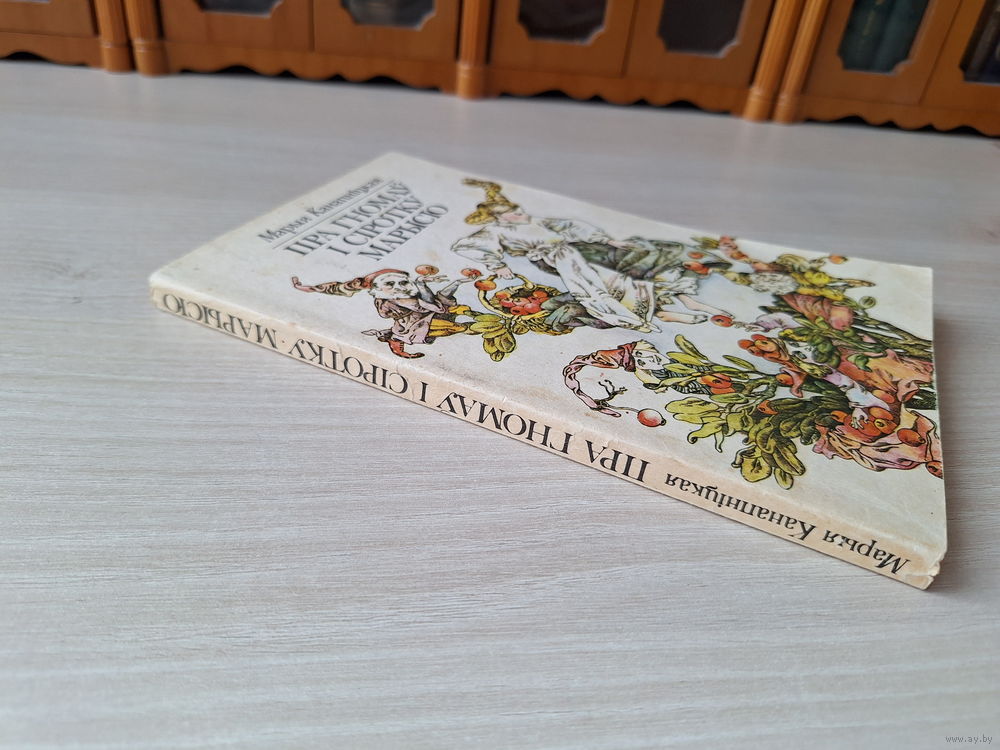 Марыя Канапніцкая
ПРА ГНОМАЎ
І СІРОТКУ
МАРЫСЮ
Марыя Канапніцкая ПРА ГНОМАЎ І СІРОТКУ МАРЫСЮ
www.ay.by